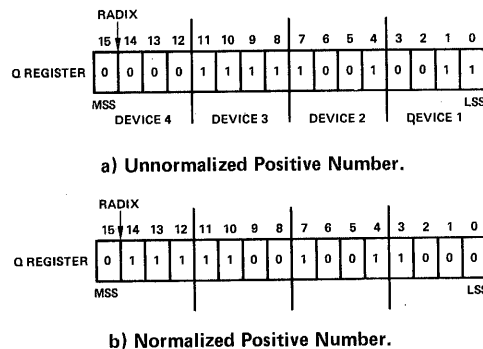 RADIX
15 14 13 12 11 10 9 8 7 6 5 4 3 2 1 0
Q REGISTER 0 0 0 0 1 1 1 1 1 0 0 1 0 0 1 1
MSS LSS
DEVICE 4 DEVICE 3 DEVICE 2 DEVICE 1
a) Unnormalized Positive Number.
RADIX
15 14 13 12 11 10 9 8 7 6 5 4 3 2 1 0
Q REGISTER 0 1 1 1 1 1 0 0 1 0 0 1 1 0 0 0
MSS LSS
b) Normalized Positive Number.